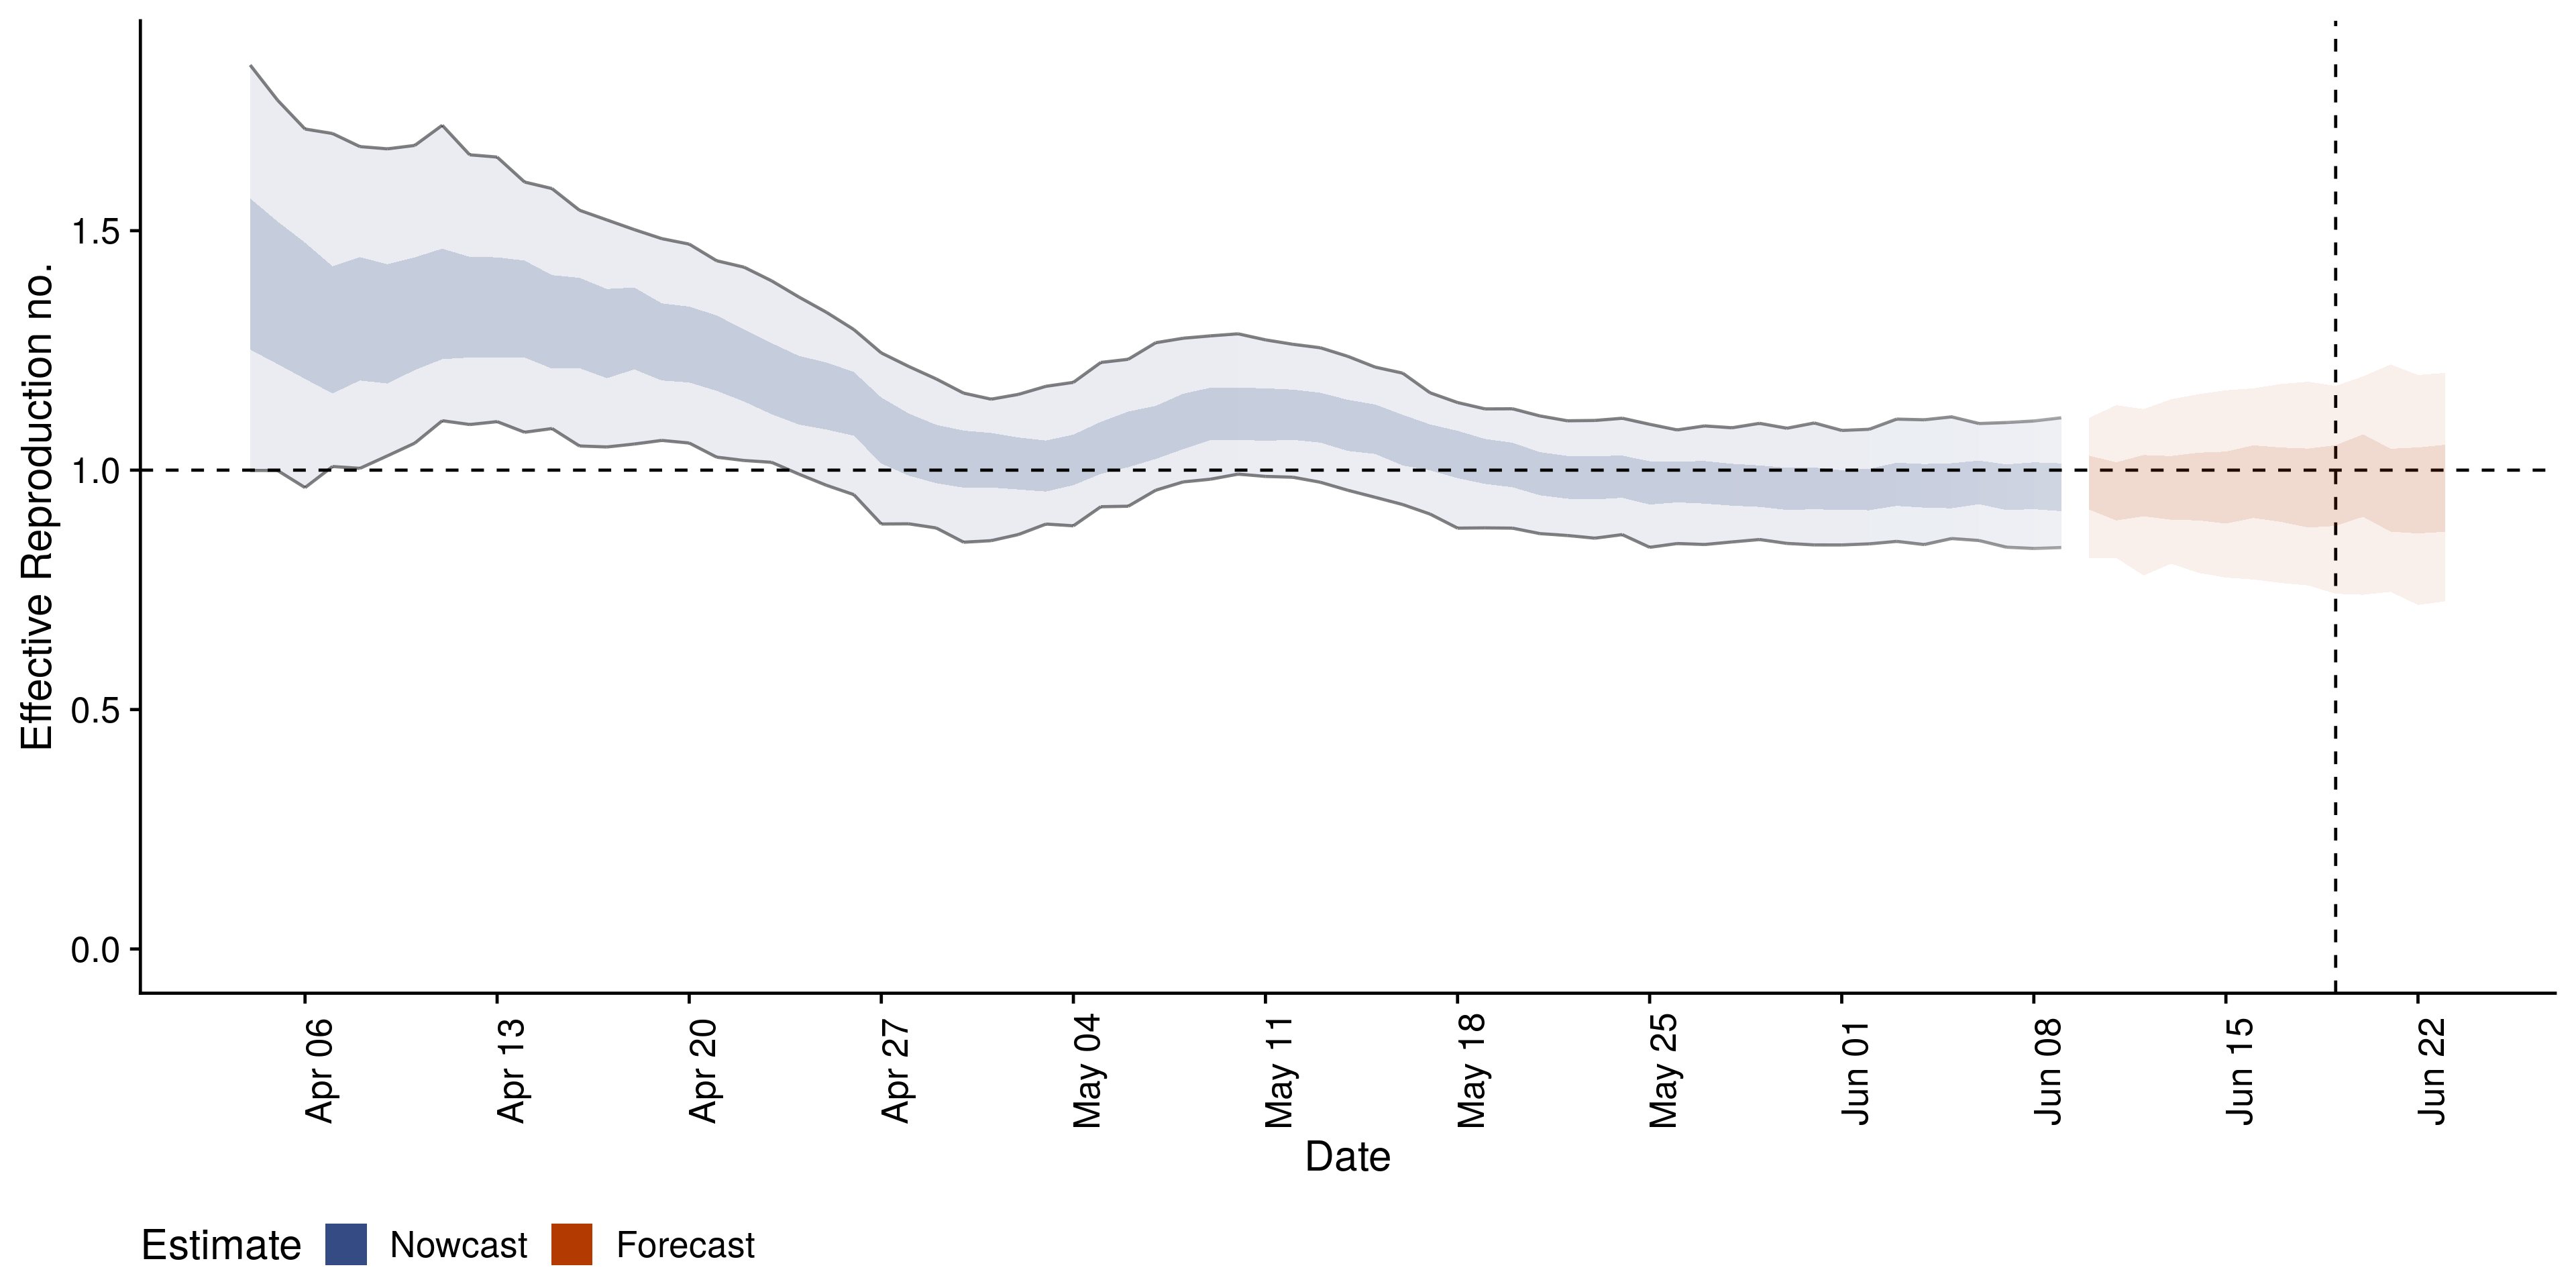 Effective Reproduction no.
1.5
1.0
0.5
0.0
Apr 06
Apr 13
Apr 20
Apr 27
May 04
May 11
May 18
May 25
Jun 01
Jun 08
Jun 15
Jun 22
Date
Estimate Nowcast Forecast